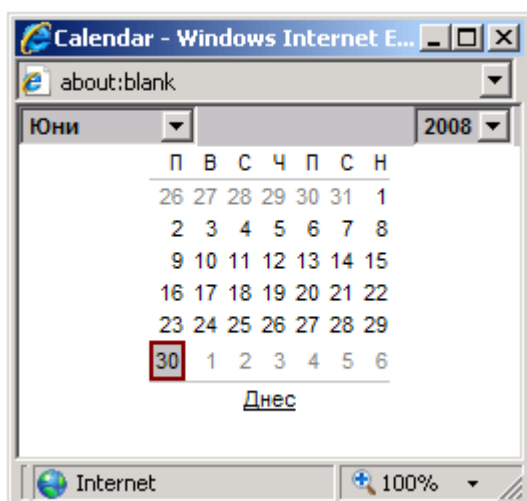 Calendar - Windows Internet E...
about:blank
Юни 2008
П В С Ч П С Н
26 27 28 29 30 31 1
2 3 4 5 6 7 8
9 10 11 12 13 14 15
16 17 18 19 20 21 22
23 24 25 26 27 28 29
30 1 2 3 4 5 6
Днес
Internet 100%